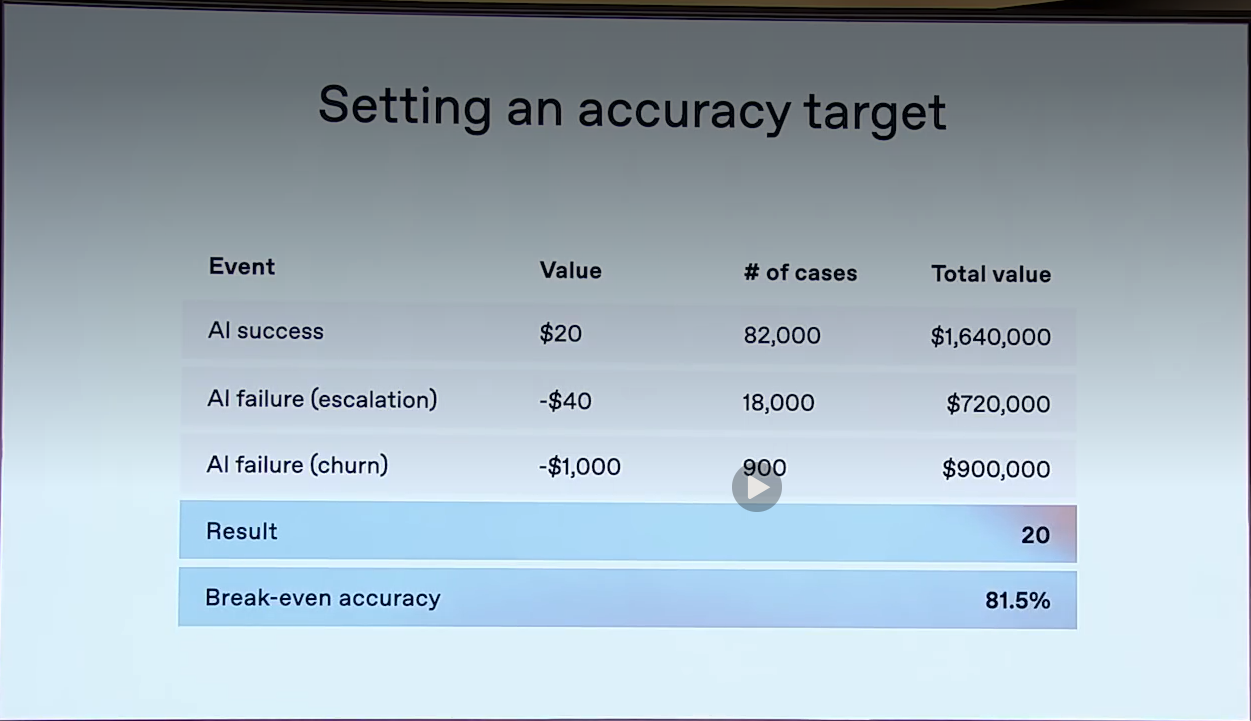 Setting an accuracy target
Event Value # of cases Total value
AI success $20 82,000 $1,640,000
AI failure (escalation) -$40 18,000 $720,000
AI failure (churn) -$1,000 900 $900,000
Result 20
Break-even accuracy 81.5%